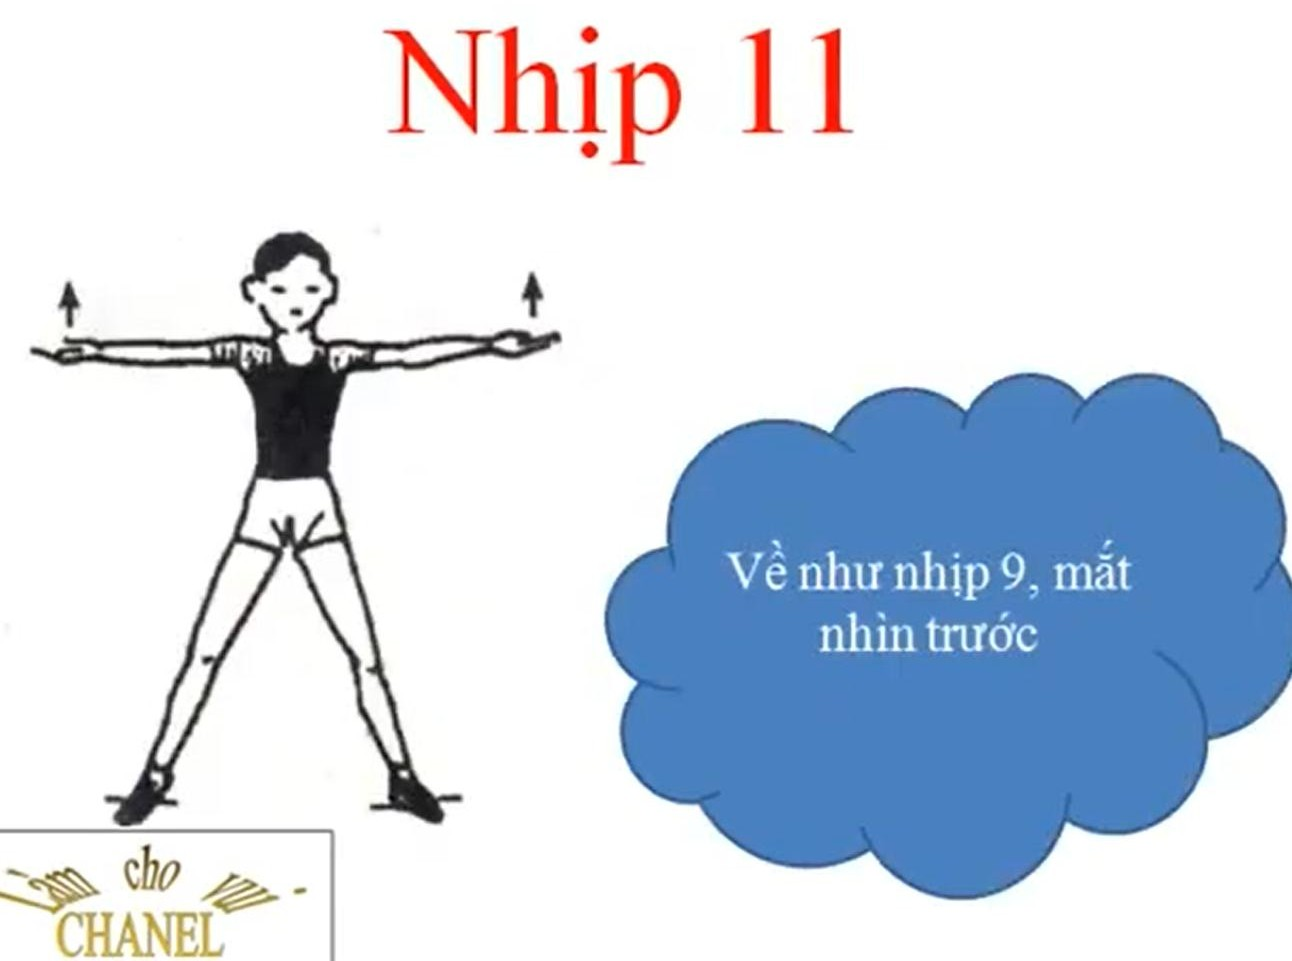 Nhịp 11
Về như nhịp 9, mắt
nhìn trước
cho
CHANEL